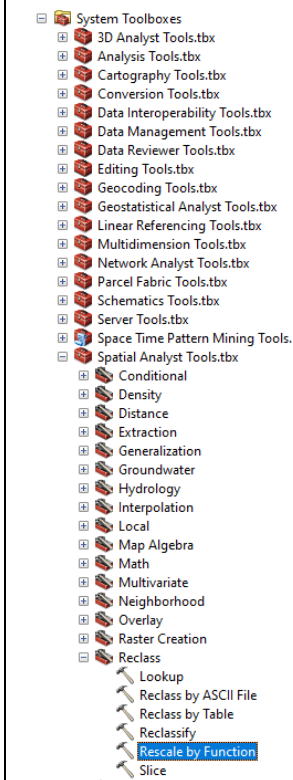 System Toolboxes
3D Analyst Tools.tbx
Analysis Tools.tbx
Cartography Tools.tbx
Conversion Tools.tbx
Data Interoperability Tools.tbx
Data Management Tools.tbx
Data Reviewer Tools.tbx
Editing Tools.tbx
Geocoding Tools.tbx
Geostatistical Analyst Tools.tbx
Linear Referencing Tools.tbx
Multidimension Tools.tbx
Network Analyst Tools.tbx
Parcel Fabric Tools.tbx
Schematics Tools.tbx
Server Tools.tbx
Space Time Pattern Mining Tools.
Spatial Analyst Tools.tbx
Conditional
Density
Distance
Extraction
Generalization
Groundwater
Hydrology
Interpolation
Local
Map Algebra
Math
Multivariate
Neighborhood
Overlay
Raster Creation
Reclass
Lookup
Reclass by ASCII File
Reclass by Table
Reclassify
Rescale by Function
Slice